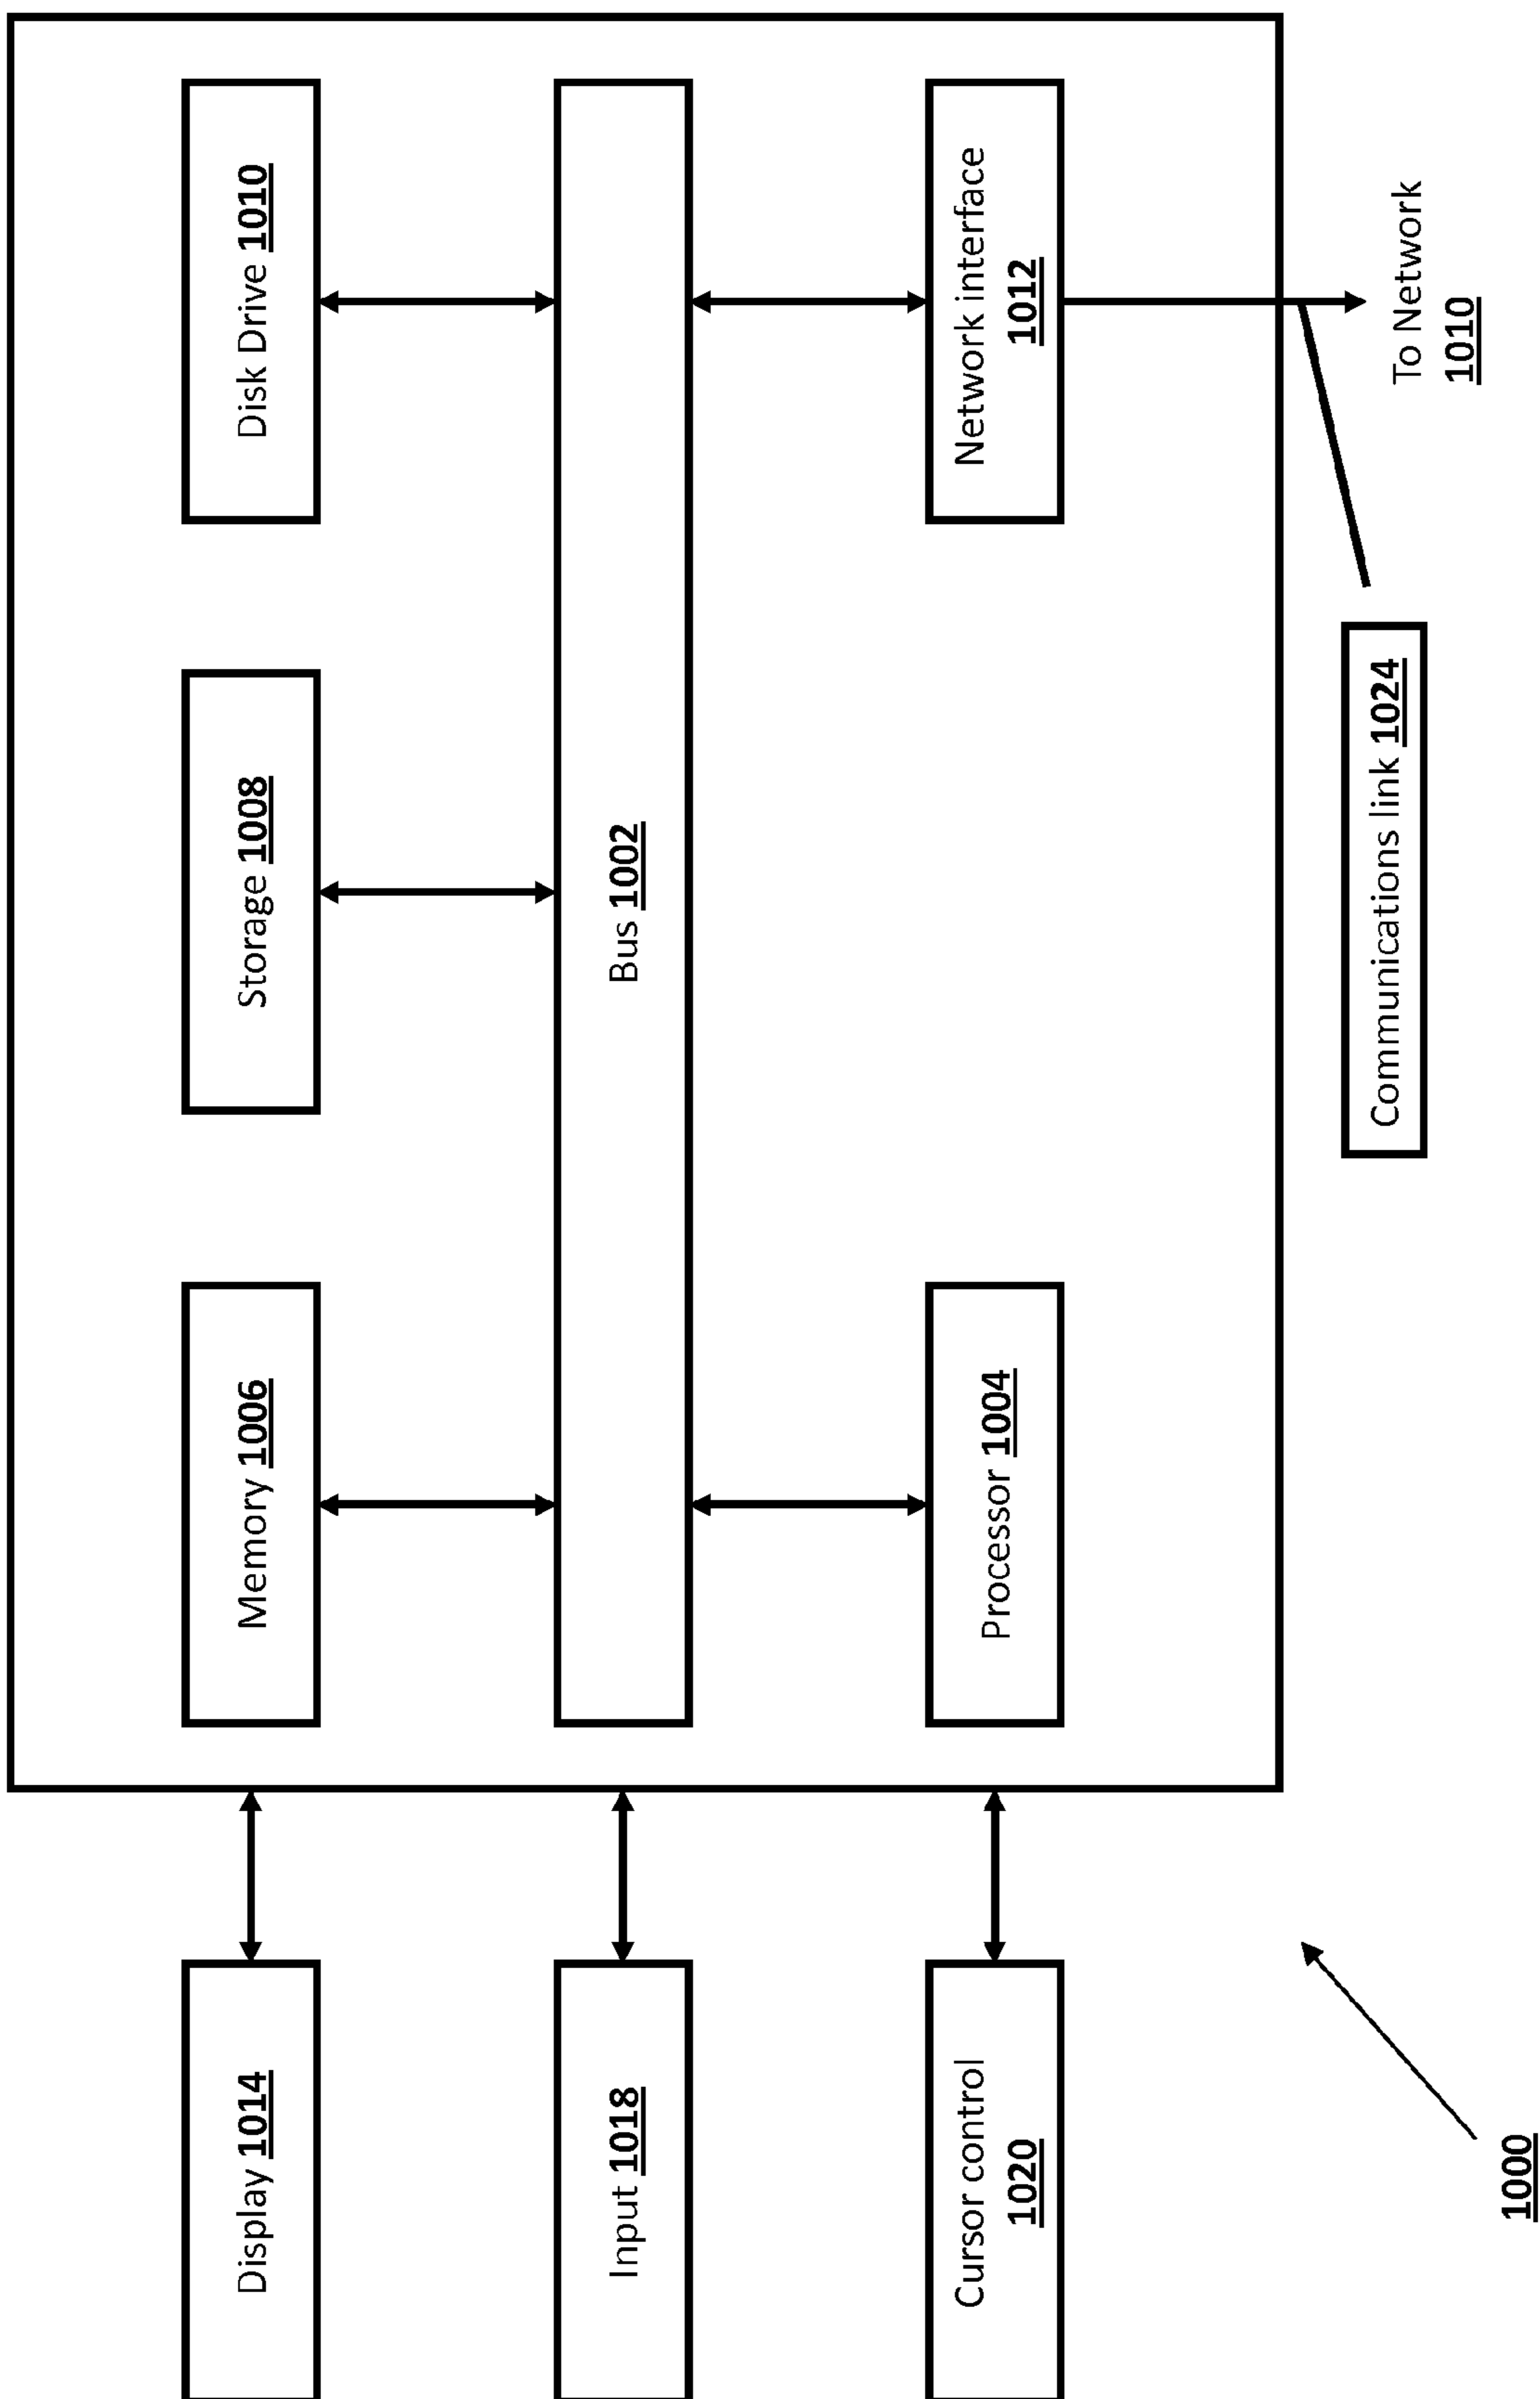 Display 1014
Memory 1006
Storage 1008
Disk Drive 1010
Input 1018
Bus 1002
Cursor control
1020
Processor 1004
Network interface
1012
Communications link 1024
To Network
1010
1000